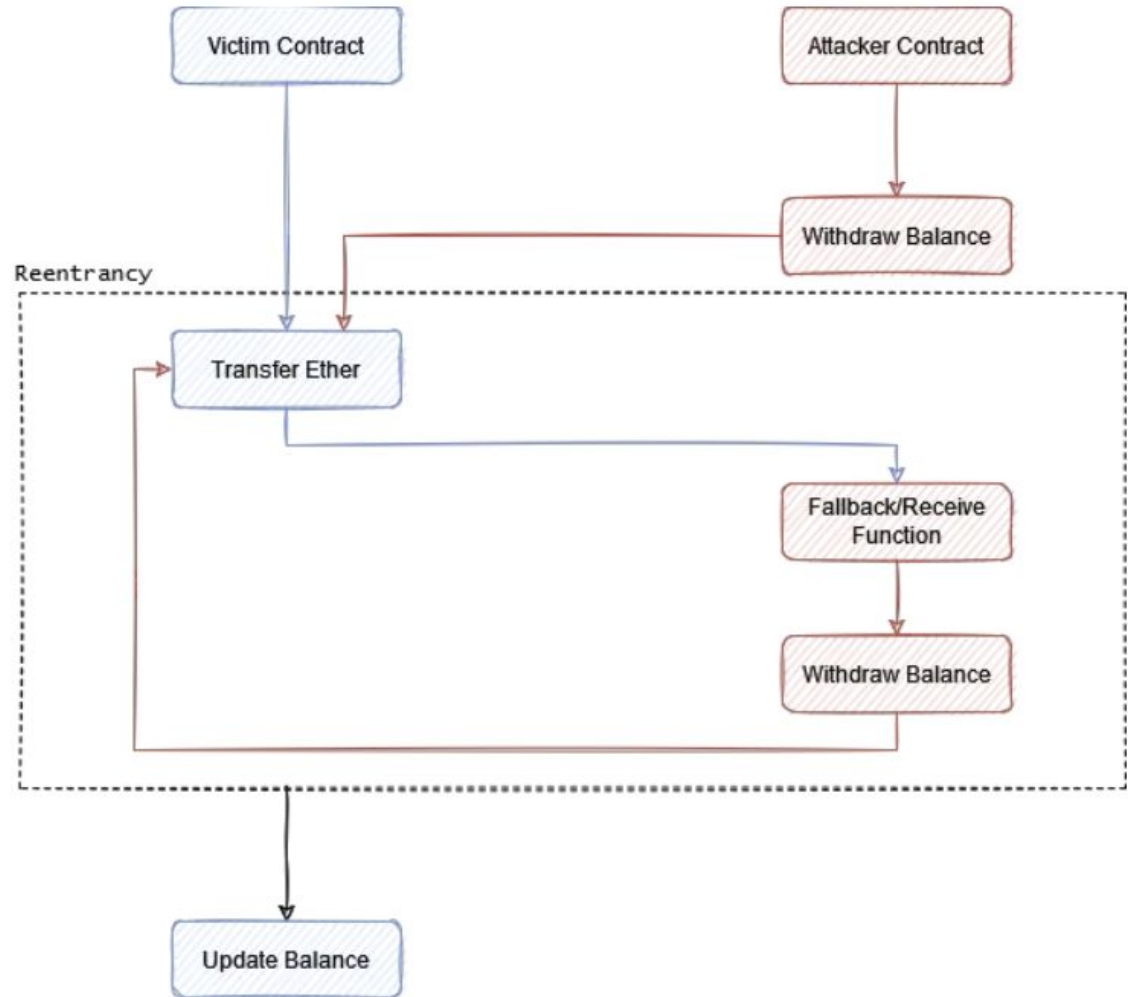 Victim Contract
Attacker Contract
Withdraw Balance
Reentrancy
Transfer Ether
Fallback/Receive
Function
Withdraw Balance
Update Balance